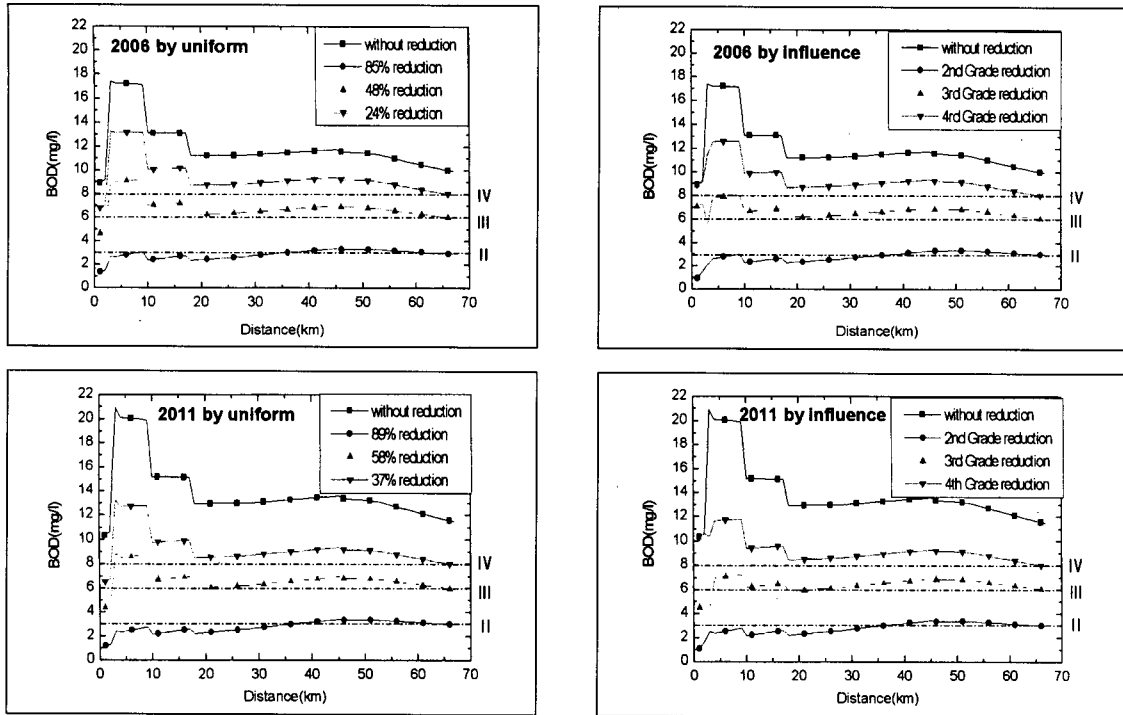 2006 by uniform
without reduction
85% reduction
48% reduction
24% reduction
BOD(mg/l)
22
20
18
16
14
12
10
8
6
4
2
0
IV
III
II
0 10 20 30 40 50 60 70
Distance(km)
2006 by influence
without reduction
2nd Grade reduction
3rd Grade reduction
4rd Grade reduction
BOD(mg/l)
22
20
18
16
14
12
10
8
6
4
2
0
IV
III
II
0 10 20 30 40 50 60 70
Distance(km)
2011 by uniform
without reduction
89% reduction
58% reduction
37% reduction
BOD(mg/l)
22
20
18
16
14
12
10
8
6
4
2
0
IV
III
II
0 10 20 30 40 50 60 70
Distance(km)
2011 by influence
without reduction
2nd Grade reduction
3rd Grade reduction
4th Grade reduction
BOD(mg/l)
22
20
18
16
14
12
10
8
6
4
2
0
IV
III
II
0 10 20 30 40 50 60 70
Distance(km)